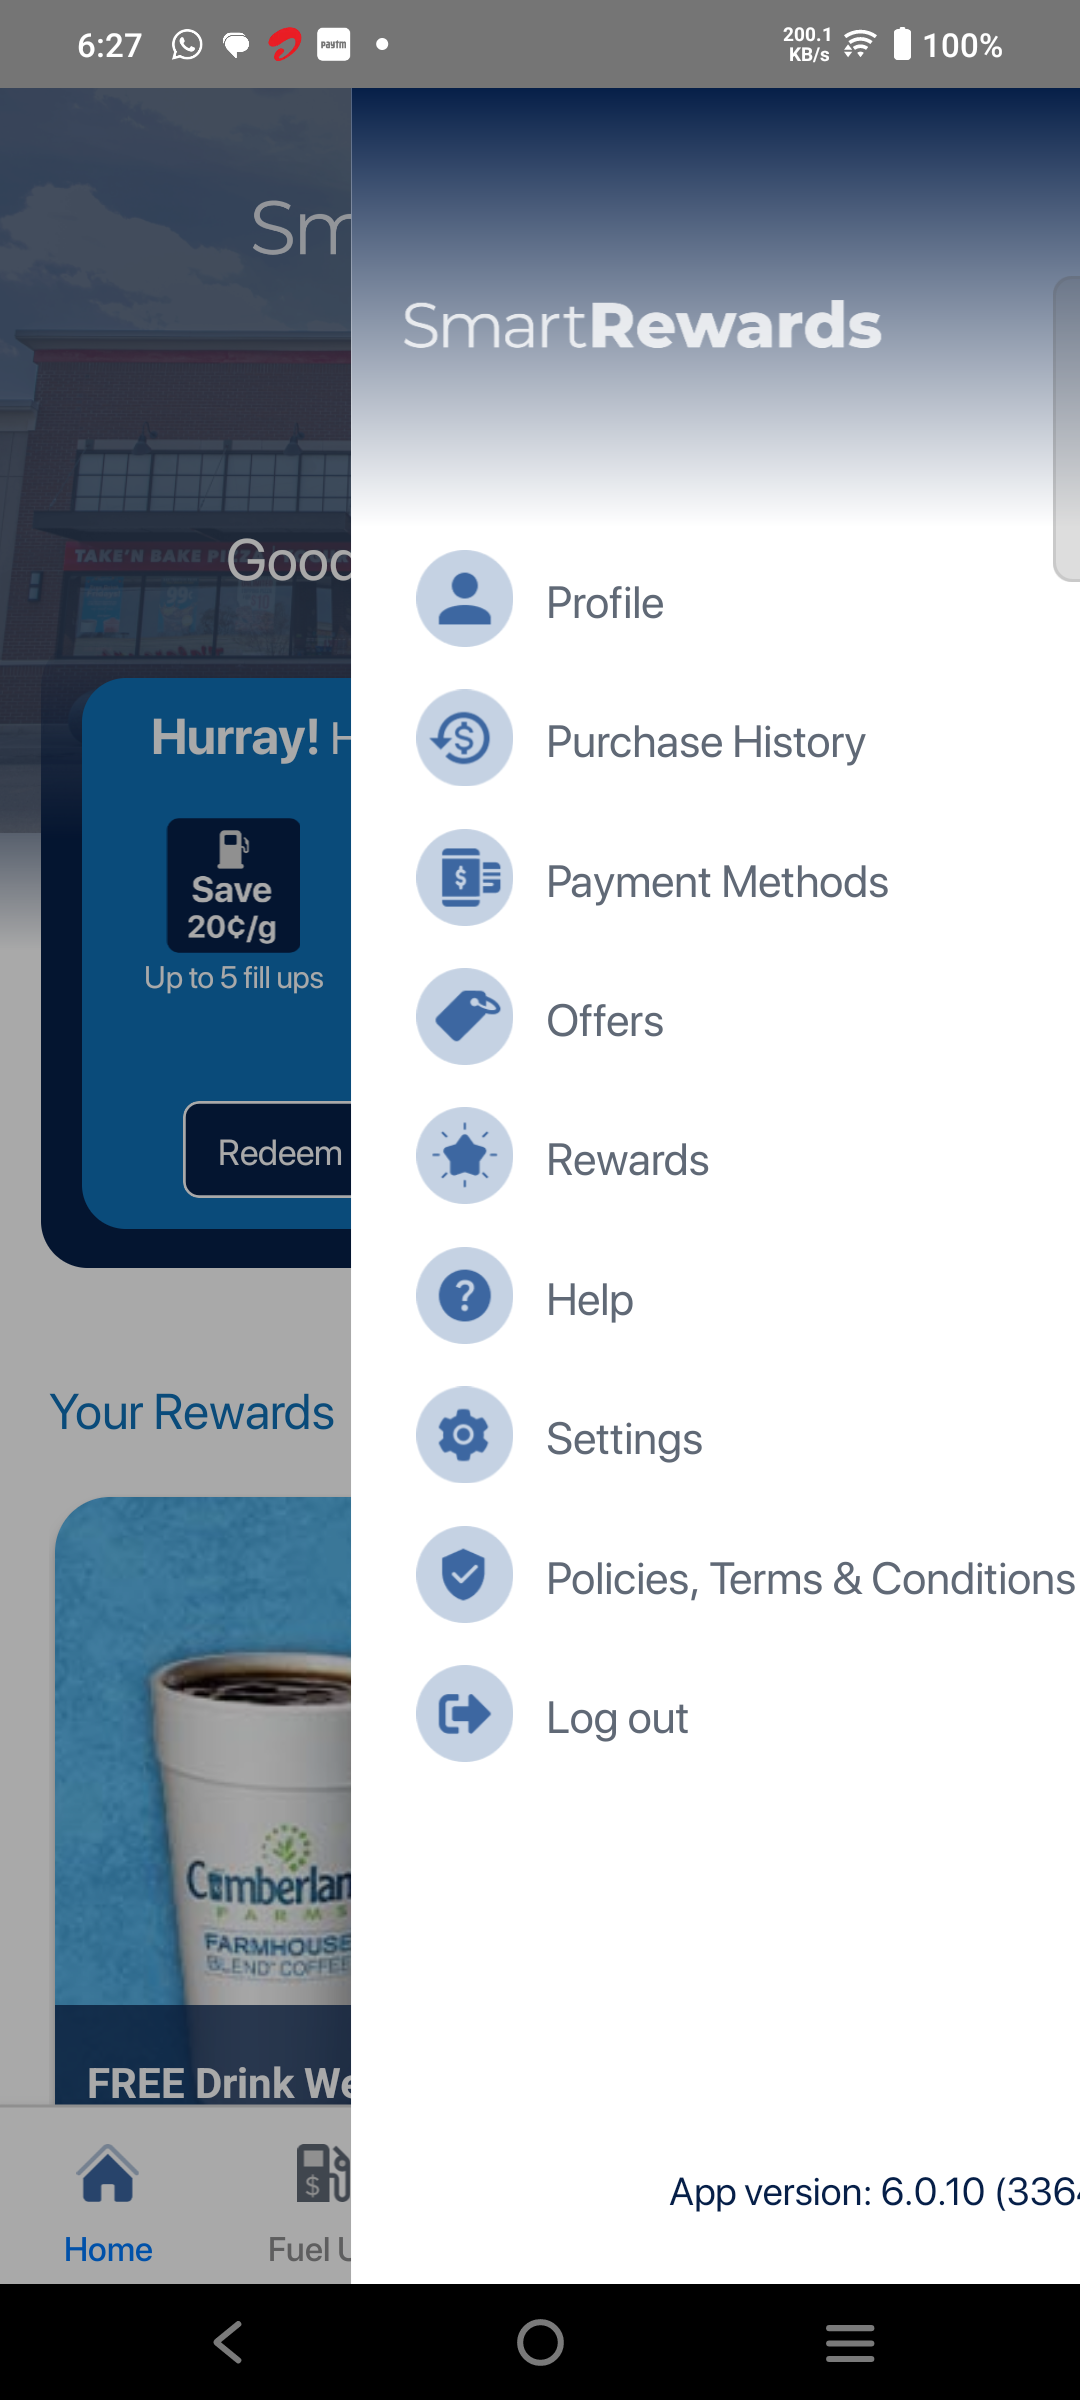 6:27
paytm
200.1
KB/s
100%
Sm
SmartRewards
TAKE'N BAKE
99¢
Good
Profile
Hurray! H
Purchase History
Save
20¢/g
Up to 5 fill ups
Payment Methods
Offers
Redeem
Rewards
Help
Your Rewards
Settings
Policies, Terms & Conditions
Log out
Cumberlan
FARMS
FARMHOUSE
BLEND COFFEE
FREE Drink We
App version: 6.0.10 (336
Home
Fuel U